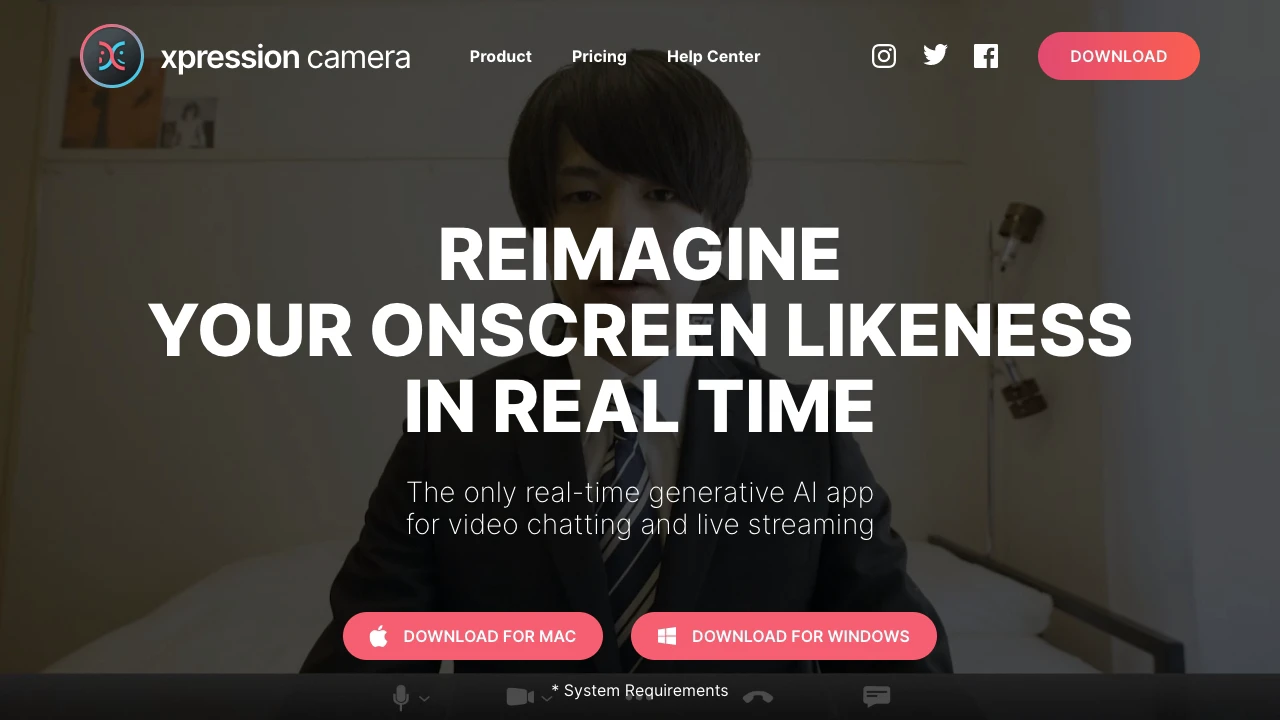 xpression camera
Product
Pricing
Help Center
DOWNLOAD
REIMAGINE
YOUR ONSCREEN LIKENESS
IN REAL TIME
The only real-time generative AI app
for video chatting and live streaming
DOWNLOAD FOR MAC
DOWNLOAD FOR WINDOWS
* System Requirements